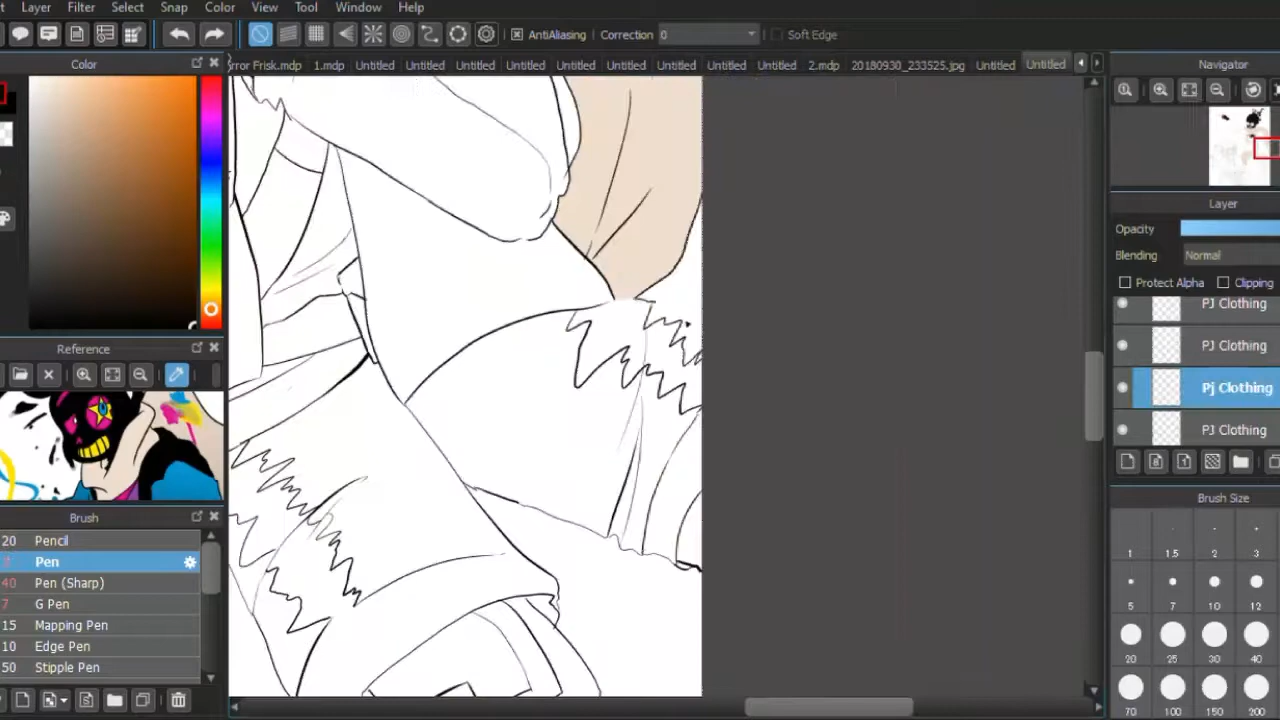 Layer Filter Select Snap Color View Tool Window Help
AntiAliasing Correction 0 Soft Edge
Color
rror Frisk.mdp 1.mdp Untitled Untitled Untitled Untitled Untitled Untitled Untitled Untitled Untitled 2.mdp 20180930_233525.jpg Untitled Untitled
Navigator
Layer
Opacity
Blending Normal
Protect Alpha Clipping
PJ Clothing
PJ Clothing
Pj Clothing
PJ Clothing
Reference
Brush
20 Pencil
Pen
40 Pen (Sharp)
7 G Pen
15 Mapping Pen
10 Edge Pen
50 Stipple Pen
Brush Size
1 1.5 2 3
5 7 10 12
20 25 30 40
70 100 150 200